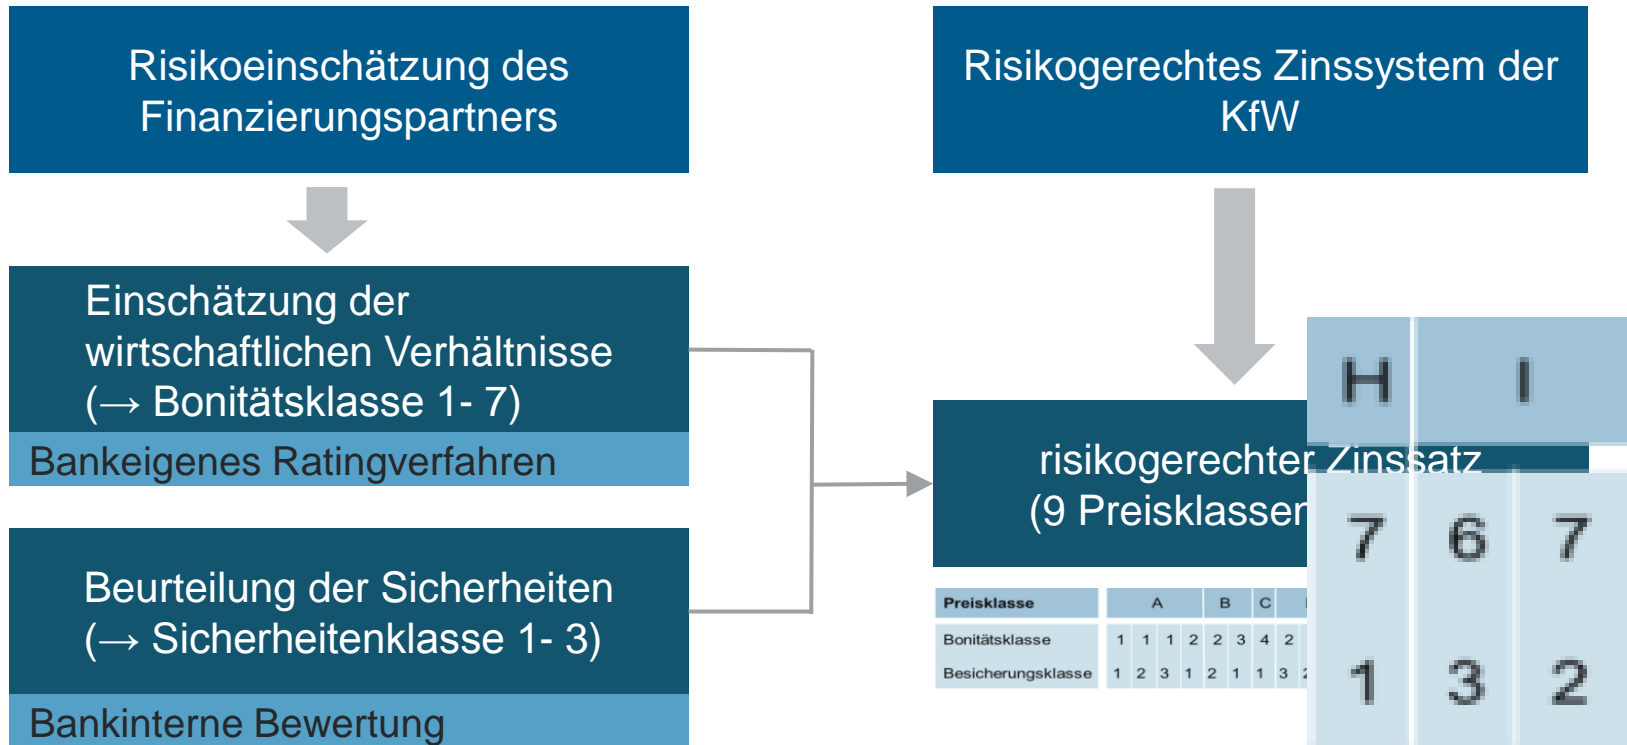 Risikoeinschätzung des
Finanzierungspartners
Risikogerechtes Zinssystem der
KfW
Einschätzung der
wirtschaftlichen Verhältnisse
(→ Bonitätsklasse 1- 7)
Bankeigenes Ratingverfahren
Beurteilung der Sicherheiten
(→ Sicherheitenklasse 1- 3)
Bankinterne Bewertung
risikogerechter Zinssatz
(9 Preisklassen
Preisklasse A B C
Bonitätsklasse 1 1 1 2 2 3 4 2
Besicherungsklasse 1 2 3 1 2 1 1 3
H I
7 6 7
1 3 2